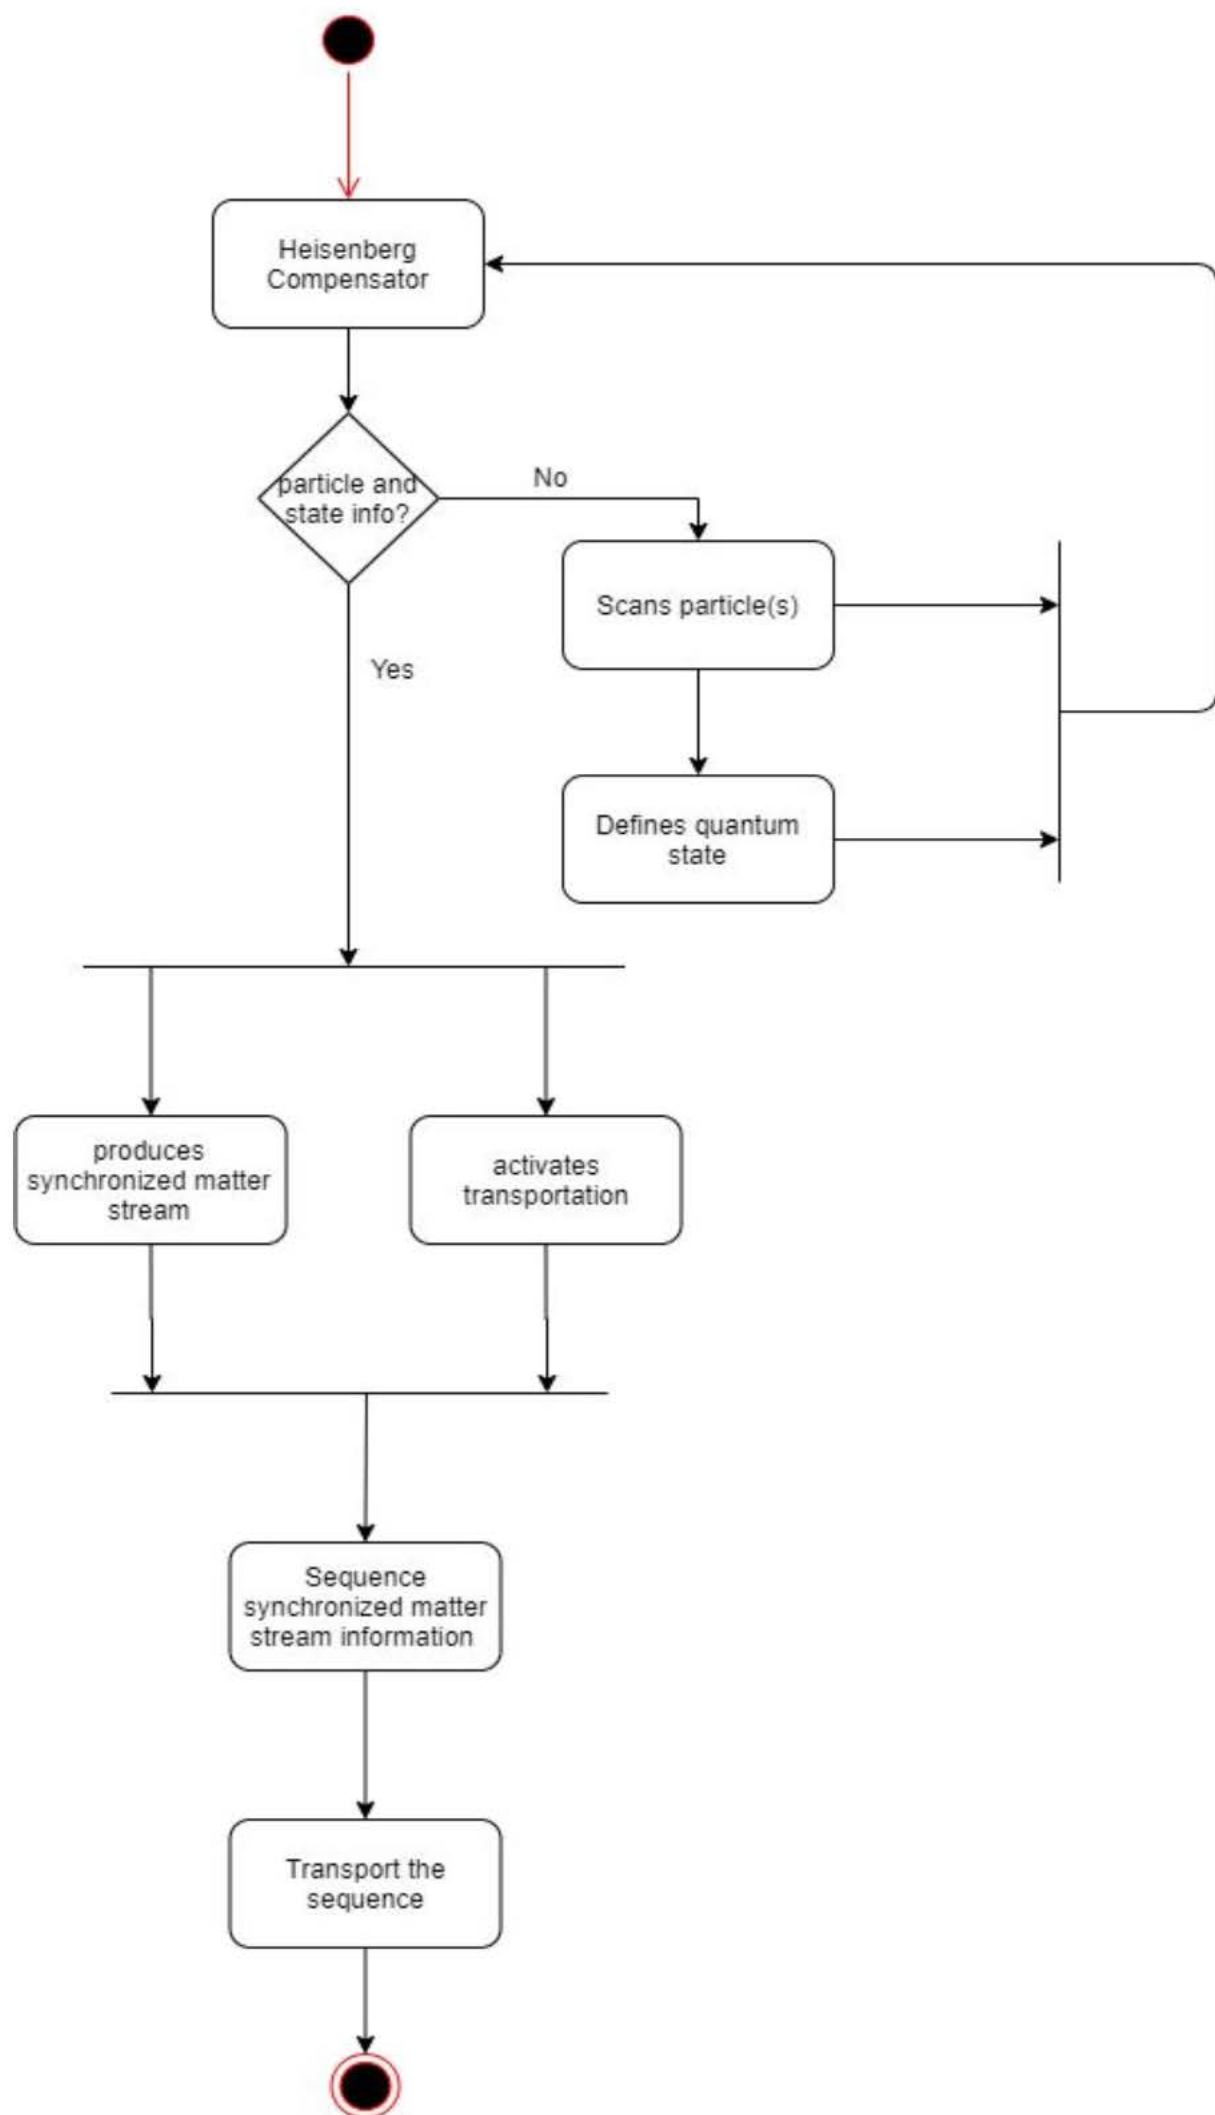 Heisenberg
Compensator
particle and
state info?
No
Scans particle(s)
Yes
Defines quantum
state
produces
synchronized matter
stream
activates
transportation
Sequence
synchronized matter
stream information
Transport the
sequence